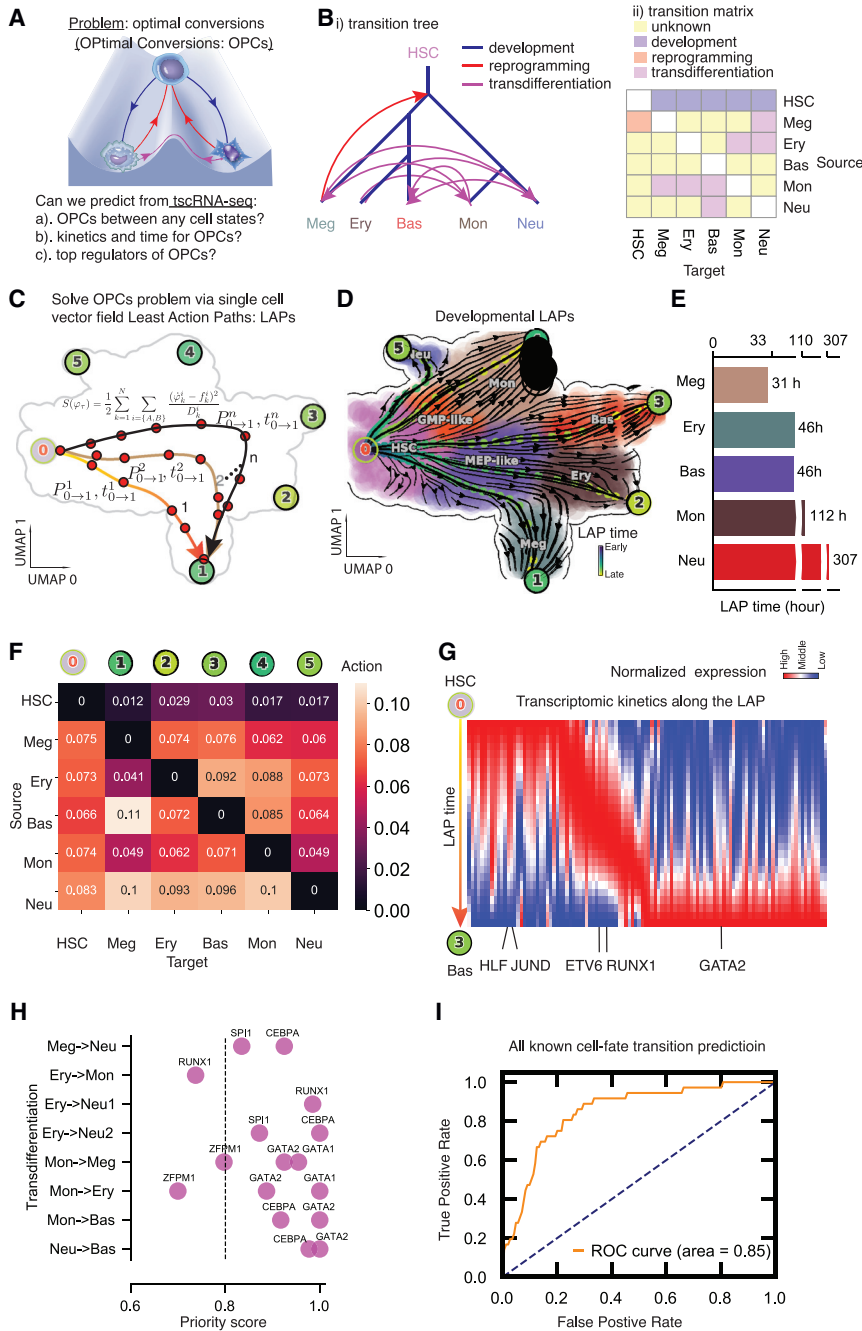 A
Problem: optimal conversions
(OPtimal Conversions: OPCs)
Can we predict from tscRNA-seq:
a). OPCs between any cell states?
b). kinetics and time for OPCs?
c). top regulators of OPCs?
B
i) transition tree
HSC
development
reprogramming
transdifferentiation
Meg Ery Bas Mon Neu
ii) transition matrix
unknown
development
reprogramming
transdifferentiation
HSC
Meg
Ery
Bas
Mon
Neu
Source
HSC Meg Ery Bas Mon Neu
Target
C
Solve OPCs problem via single cell
vector field Least Action Paths: LAPs
5 4
3
0
2
1
n
2
1
UMAP 1
UMAP 0
D
Developmental LAPs
5
Neu
Mon
3
Bas
GMP-like
0
HSC
MEP-like
Ery
2
Meg
1
LAP time
Early
Late
UMAP 1
UMAP 0
E
0 33 110 307
Meg 31 h
Ery 46h
Bas 46h
Mon 112 h
Neu 307
LAP time (hour)
F
0 1 2 3 4 5
Action
HSC 0 0.012 0.029 0.03 0.017 0.017
Meg 0.075 0 0.074 0.076 0.062 0.06
Ery 0.073 0.041 0 0.092 0.088 0.073
Bas 0.066 0.11 0.072 0 0.085 0.064
Mon 0.074 0.049 0.062 0.071 0 0.049
Neu 0.083 0.1 0.093 0.096 0.1 0
Source
HSC Meg Ery Bas Mon Neu
Target
0.10
0.08
0.06
0.04
0.02
0.00
G
Normalized expression
High
Middle
Low
HSC
0
Transcriptomic kinetics along the LAP
LAP time
3
Bas
HLF JUND ETV6 RUNX1 GATA2
H
Transdifferentiation
Meg->Neu SPI1 CEBPA
Ery->Mon RUNX1
Ery->Neu1 RUNX1
Ery->Neu2 SPI1 CEBPA
Mon->Meg ZFPM1 GATA2 GATA1
Mon->Ery ZFPM1 GATA2 GATA1
Mon->Bas CEBPA GATA2
Neu->Bas CEBPA GATA2
0.6 0.8 1.0
Priority score
I
All known cell-fate transition predictioin
True Positive Rate
1.0
0.8
0.6
0.4
0.2
0.0
ROC curve (area = 0.85)
0.0 0.2 0.4 0.6 0.8 1.0
False Postive Rate